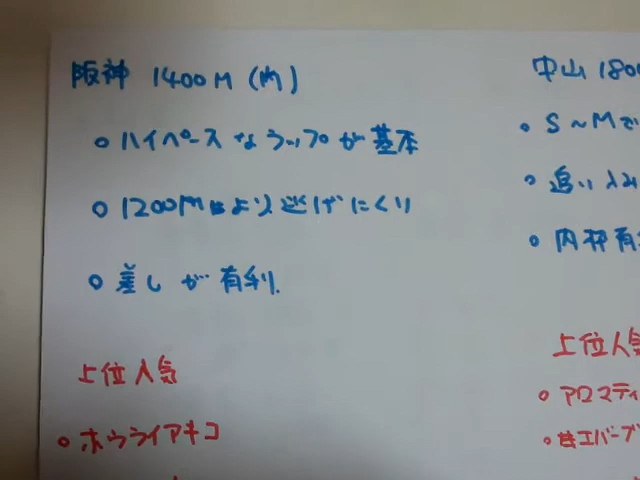 阪神 1400M (内)
○ ハイペースなラップが基本
○ 1200Mより逃げにくい
○ 差しが有利.
上位人気
○ ホウライアキコ
中山 180
○ S～Mで
○ 追い込み
○ 内枠有
上位人気
○ アロマティ
○ エバーブ